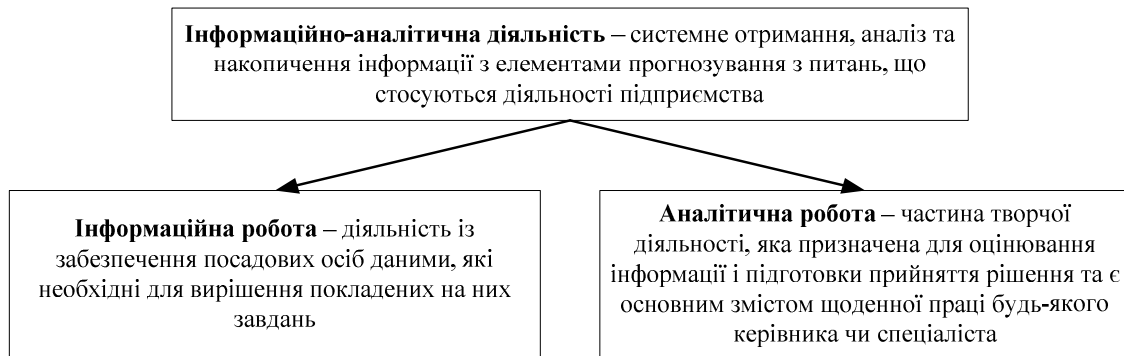 Інформаційно-аналітична діяльність – системне отримання, аналіз та
накопичення інформації з елементами прогнозування з питань, що
стосуються діяльності підприємства
Інформаційна робота – діяльність із
забезпечення посадових осіб даними, які
необхідні для вирішення покладених на них
завдань
Аналітична робота – частина творчої
діяльності, яка призначена для оцінювання
інформації і підготовки прийняття рішення та є
основним змістом щоденної праці будь-якого
керівника чи спеціаліста